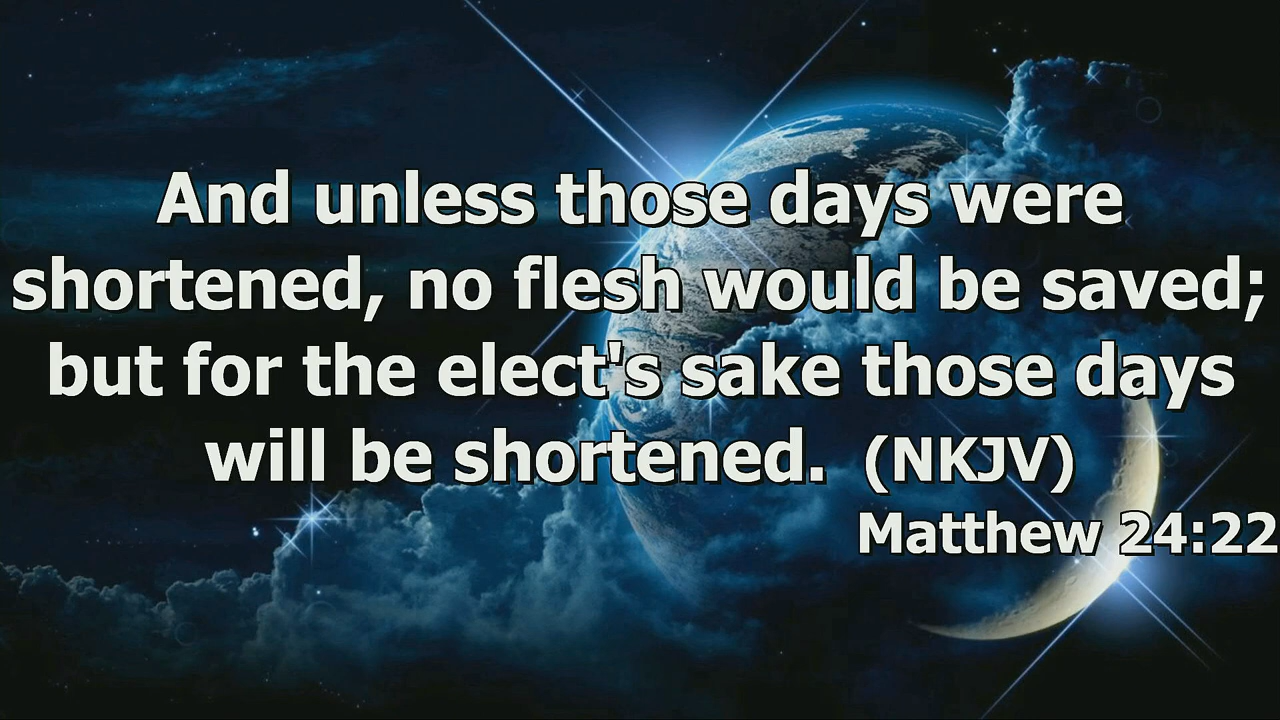 And unless those days were
shortened, no flesh would be saved;
but for the elect's sake those days
will be shortened. (NKJV)
Matthew 24:22